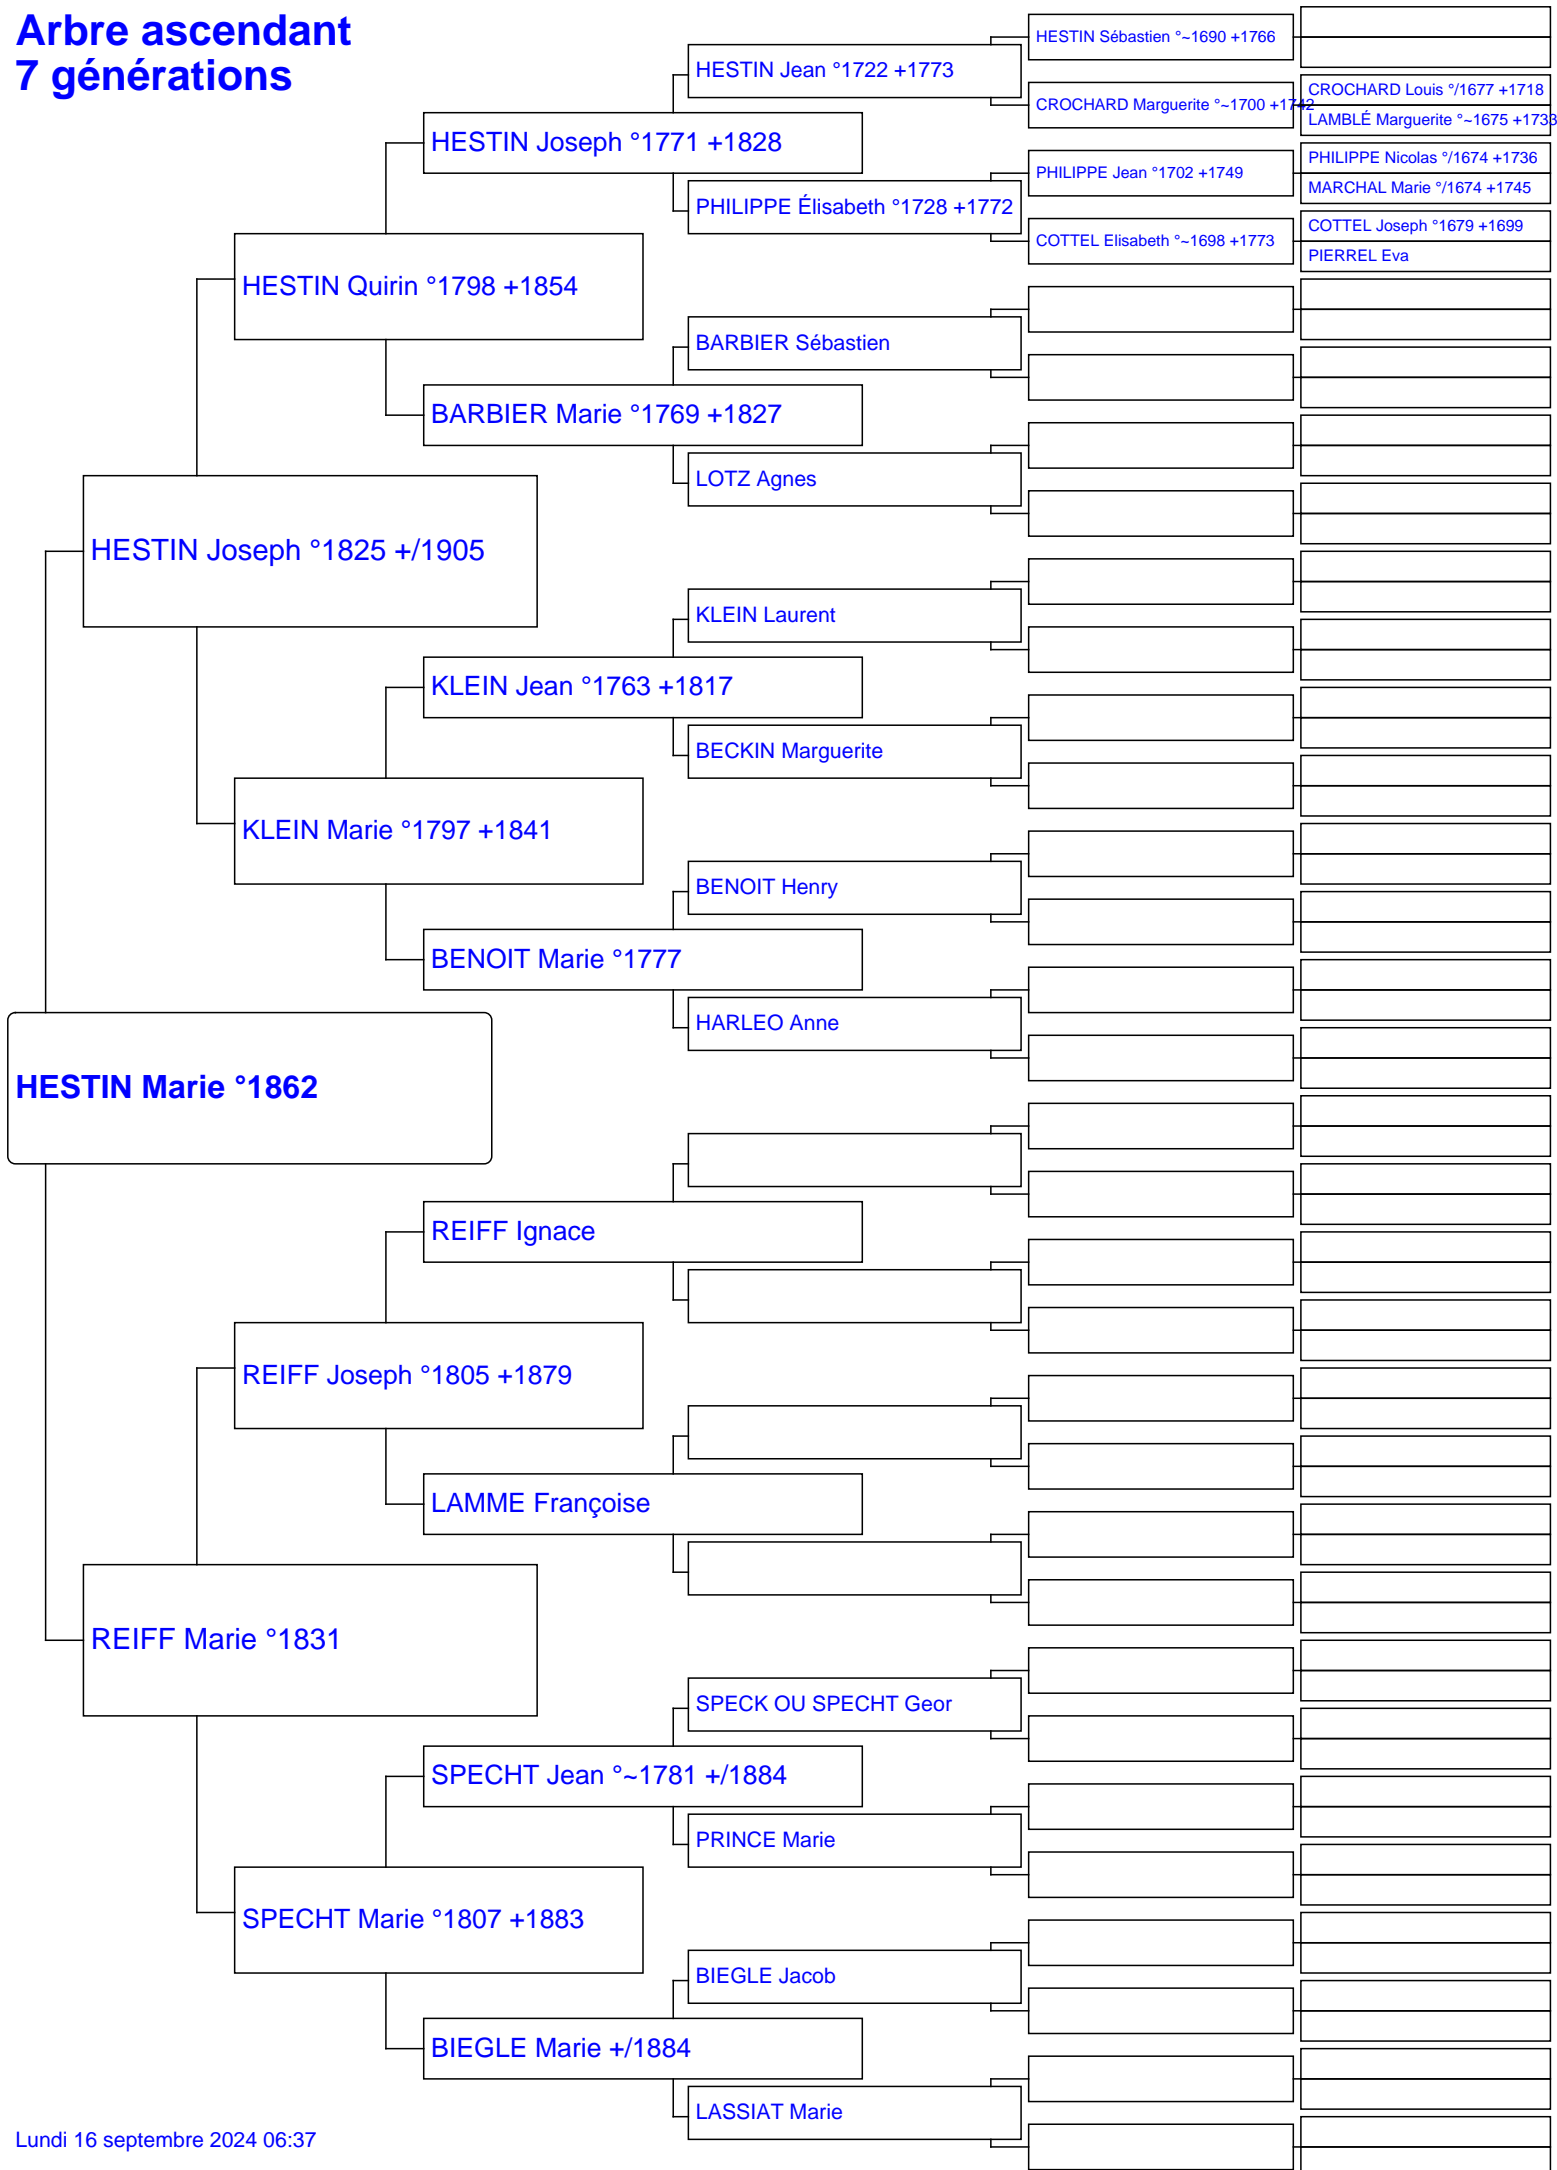 Arbre ascendant
7 générations
HESTIN Sébastien °~1690 +1766
HESTIN Jean °1722 +1773
CROCHARD Louis °/1677 +1718
CROCHARD Marguerite °~1700 +1742
LAMBLÉ Marguerite °~1675 +1733
HESTIN Joseph °1771 +1828
PHILIPPE Nicolas °/1674 +1736
PHILIPPE Jean °1702 +1749
MARCHAL Marie °/1674 +1745
PHILIPPE Élisabeth °1728 +1772
COTTEL Joseph °1679 +1699
COTTEL Elisabeth °~1698 +1773
PIERREL Eva
HESTIN Quirin °1798 +1854
BARBIER Sébastien
BARBIER Marie °1769 +1827
LOTZ Agnes
HESTIN Joseph °1825 +/1905
KLEIN Laurent
KLEIN Jean °1763 +1817
BECKIN Marguerite
KLEIN Marie °1797 +1841
BENOIT Henry
BENOIT Marie °1777
HARLEO Anne
HESTIN Marie °1862
REIFF Ignace
REIFF Joseph °1805 +1879
LAMME Françoise
REIFF Marie °1831
SPECK OU SPECHT Geor
SPECHT Jean °~1781 +/1884
PRINCE Marie
SPECHT Marie °1807 +1883
BIEGLE Jacob
BIEGLE Marie +/1884
LASSIAT Marie
Lundi 16 septembre 2024 06:37